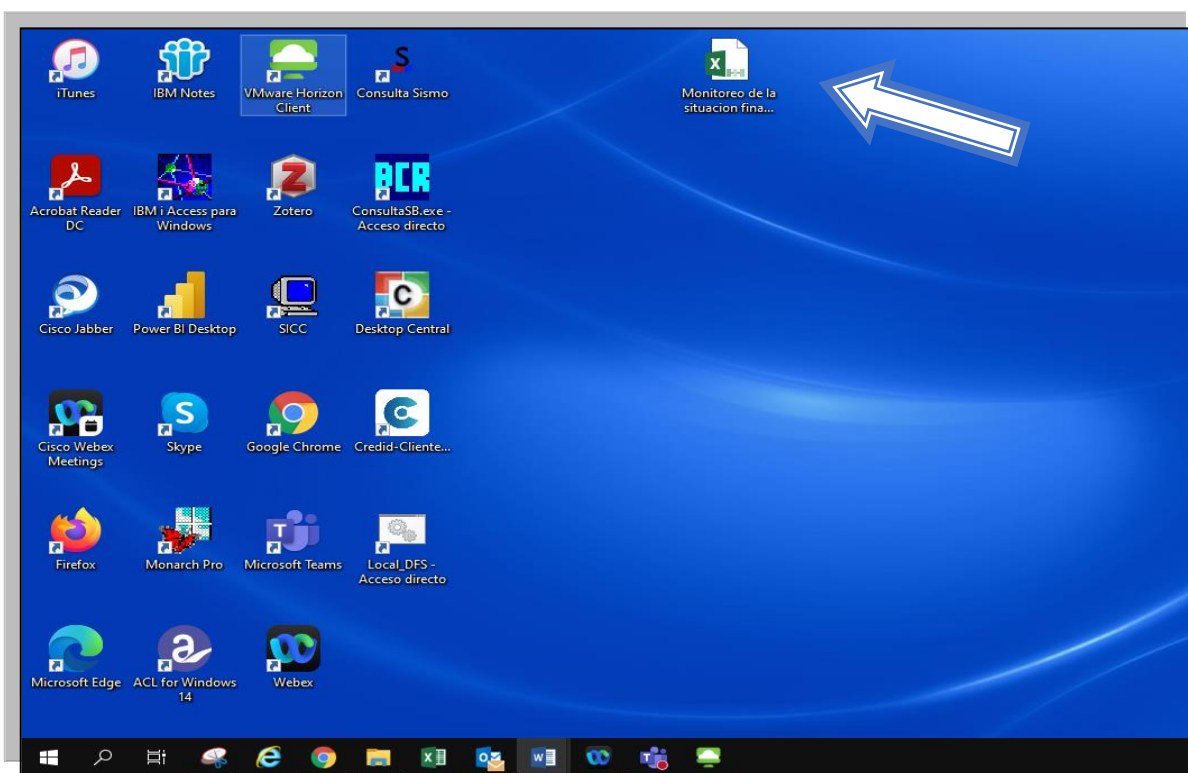 iTunes
IBM Notes
VMware Horizon
Client
S
Consulta Sismo
X
Monitoreo de la
situacion fina...
Acrobat Reader
DC
IBM i Access para
Windows
Z
Zotero
BCR
ConsultaSB.exe -
Acceso directo
Cisco Jabber
Power BI Desktop
SICC
C
Desktop Central
Cisco Webex
Meetings
S
Skype
Google Chrome
C
Credid-Cliente...
Firefox
Monarch Pro
T
Microsoft Teams
Local_DFS -
Acceso directo
Microsoft Edge
a
ACL for Windows
14
Webex